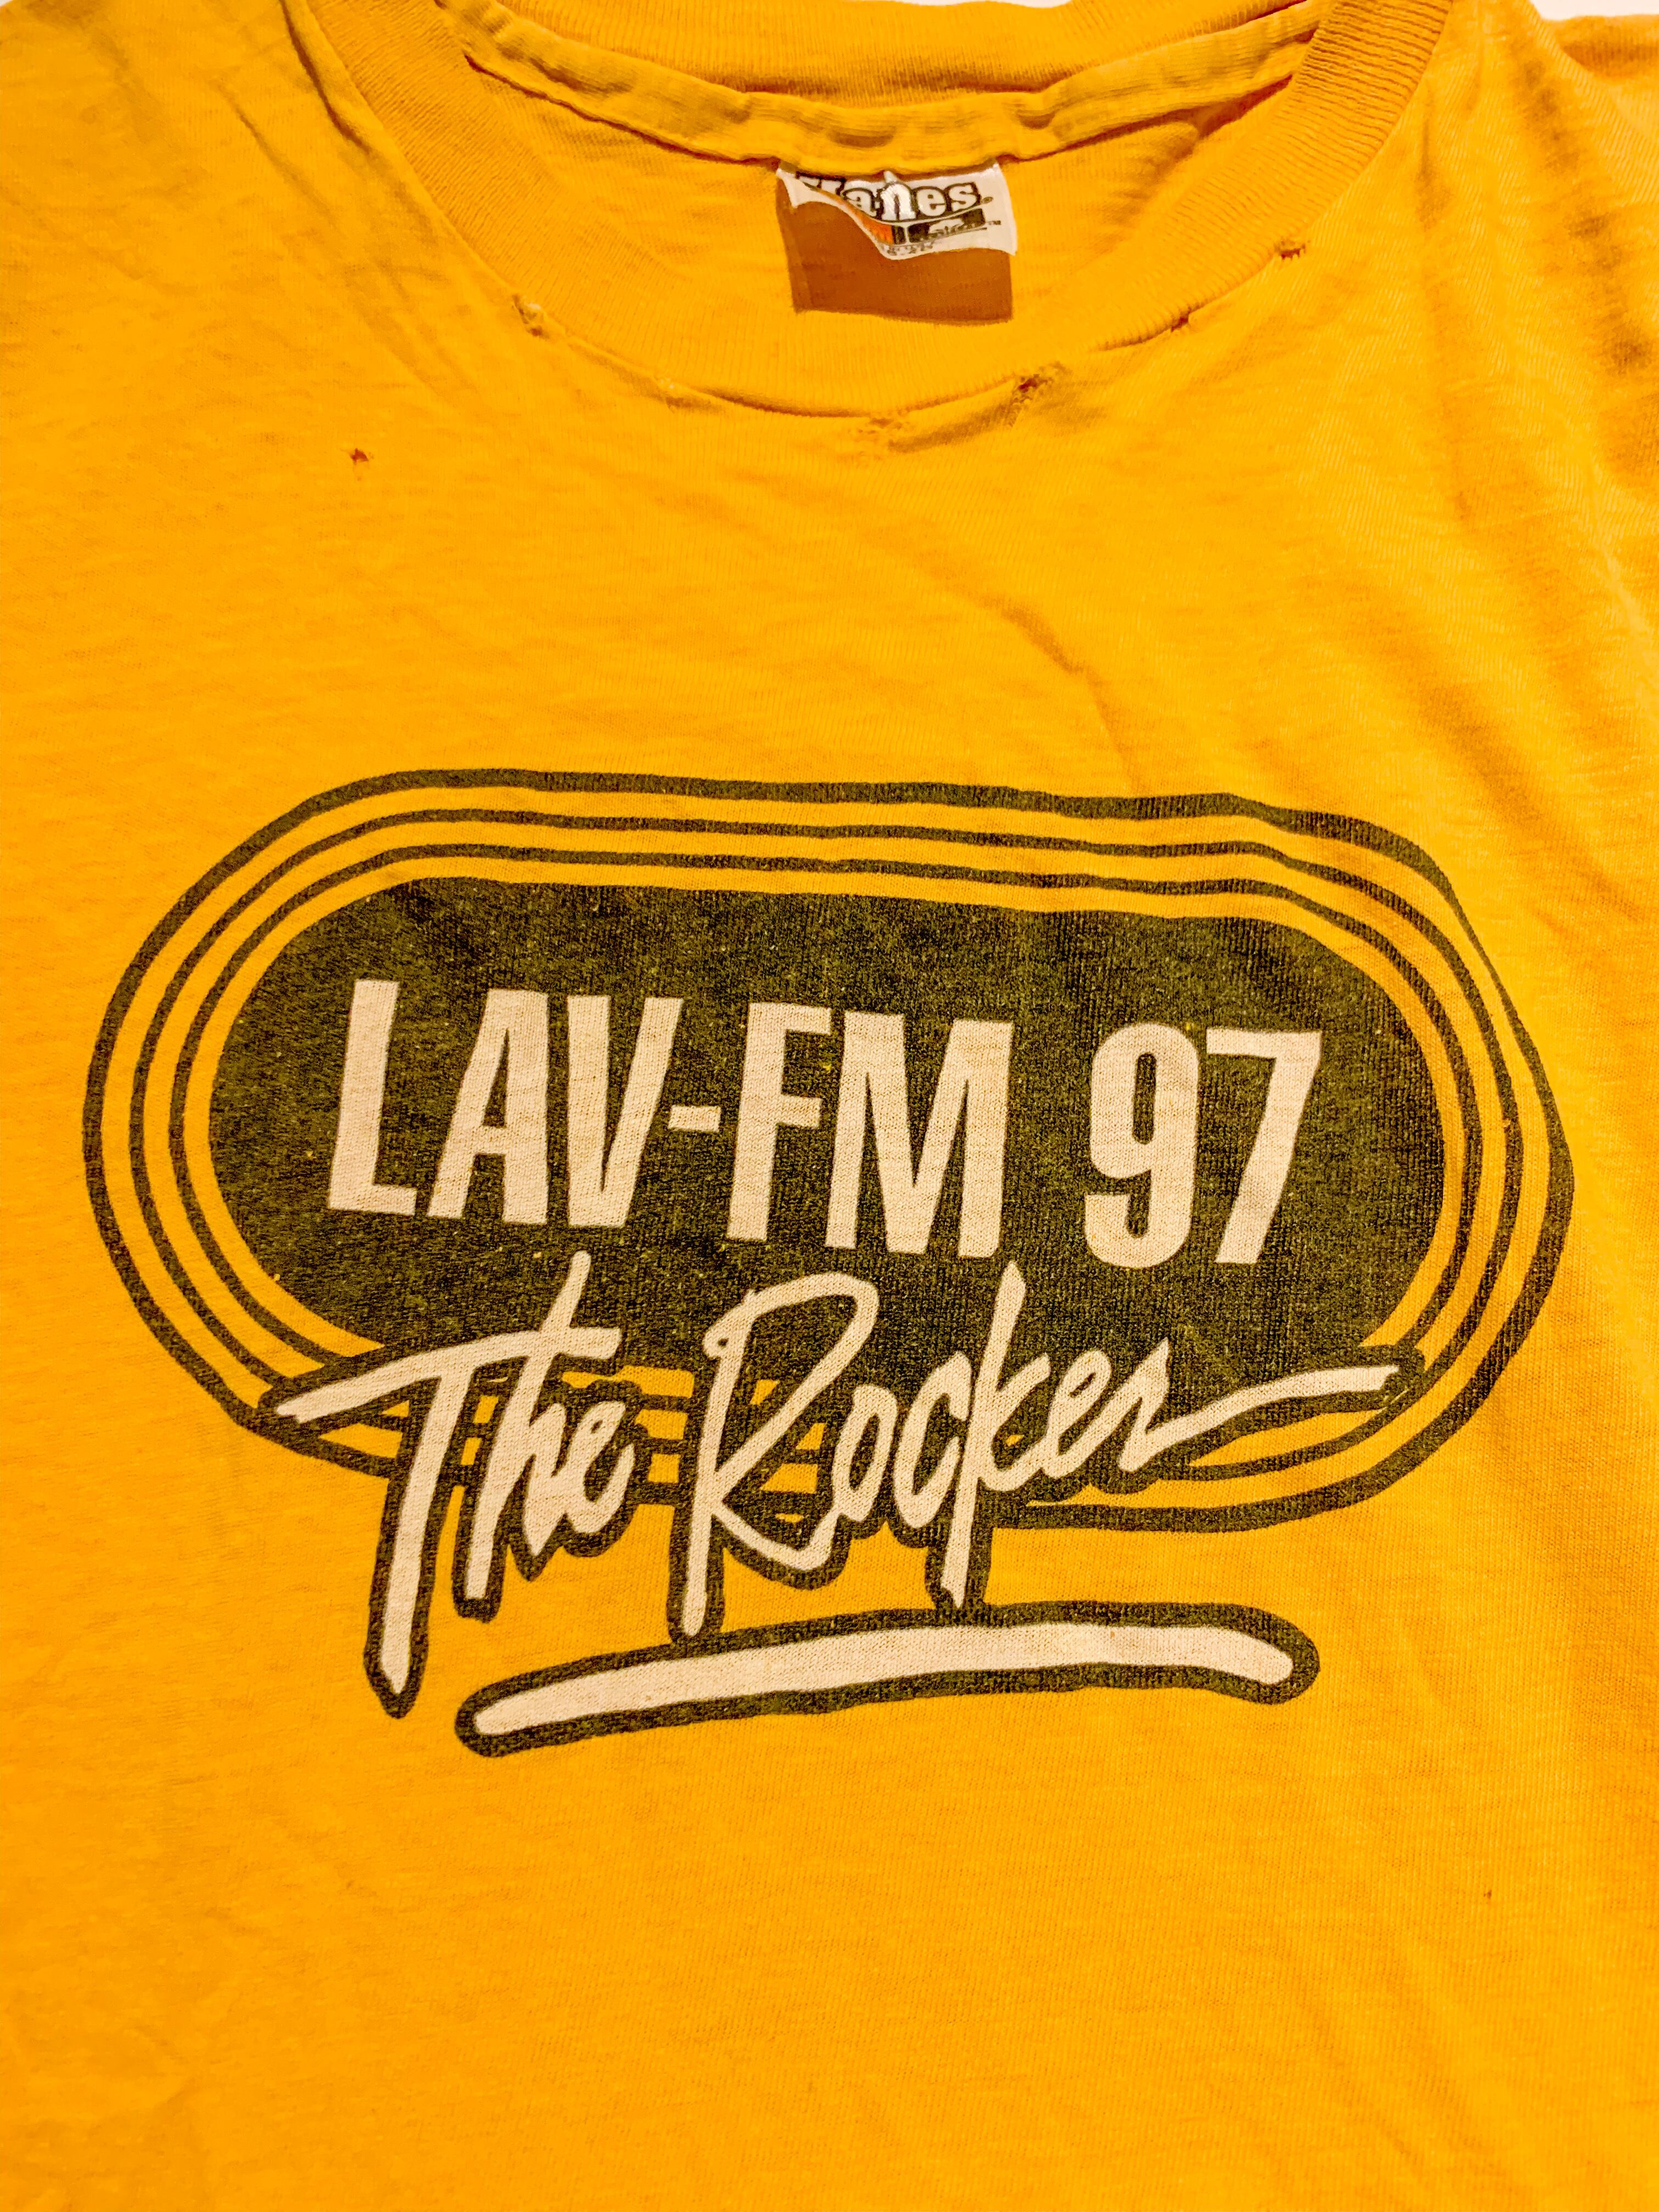 Hanes
LAV-FM 97
The Rocker